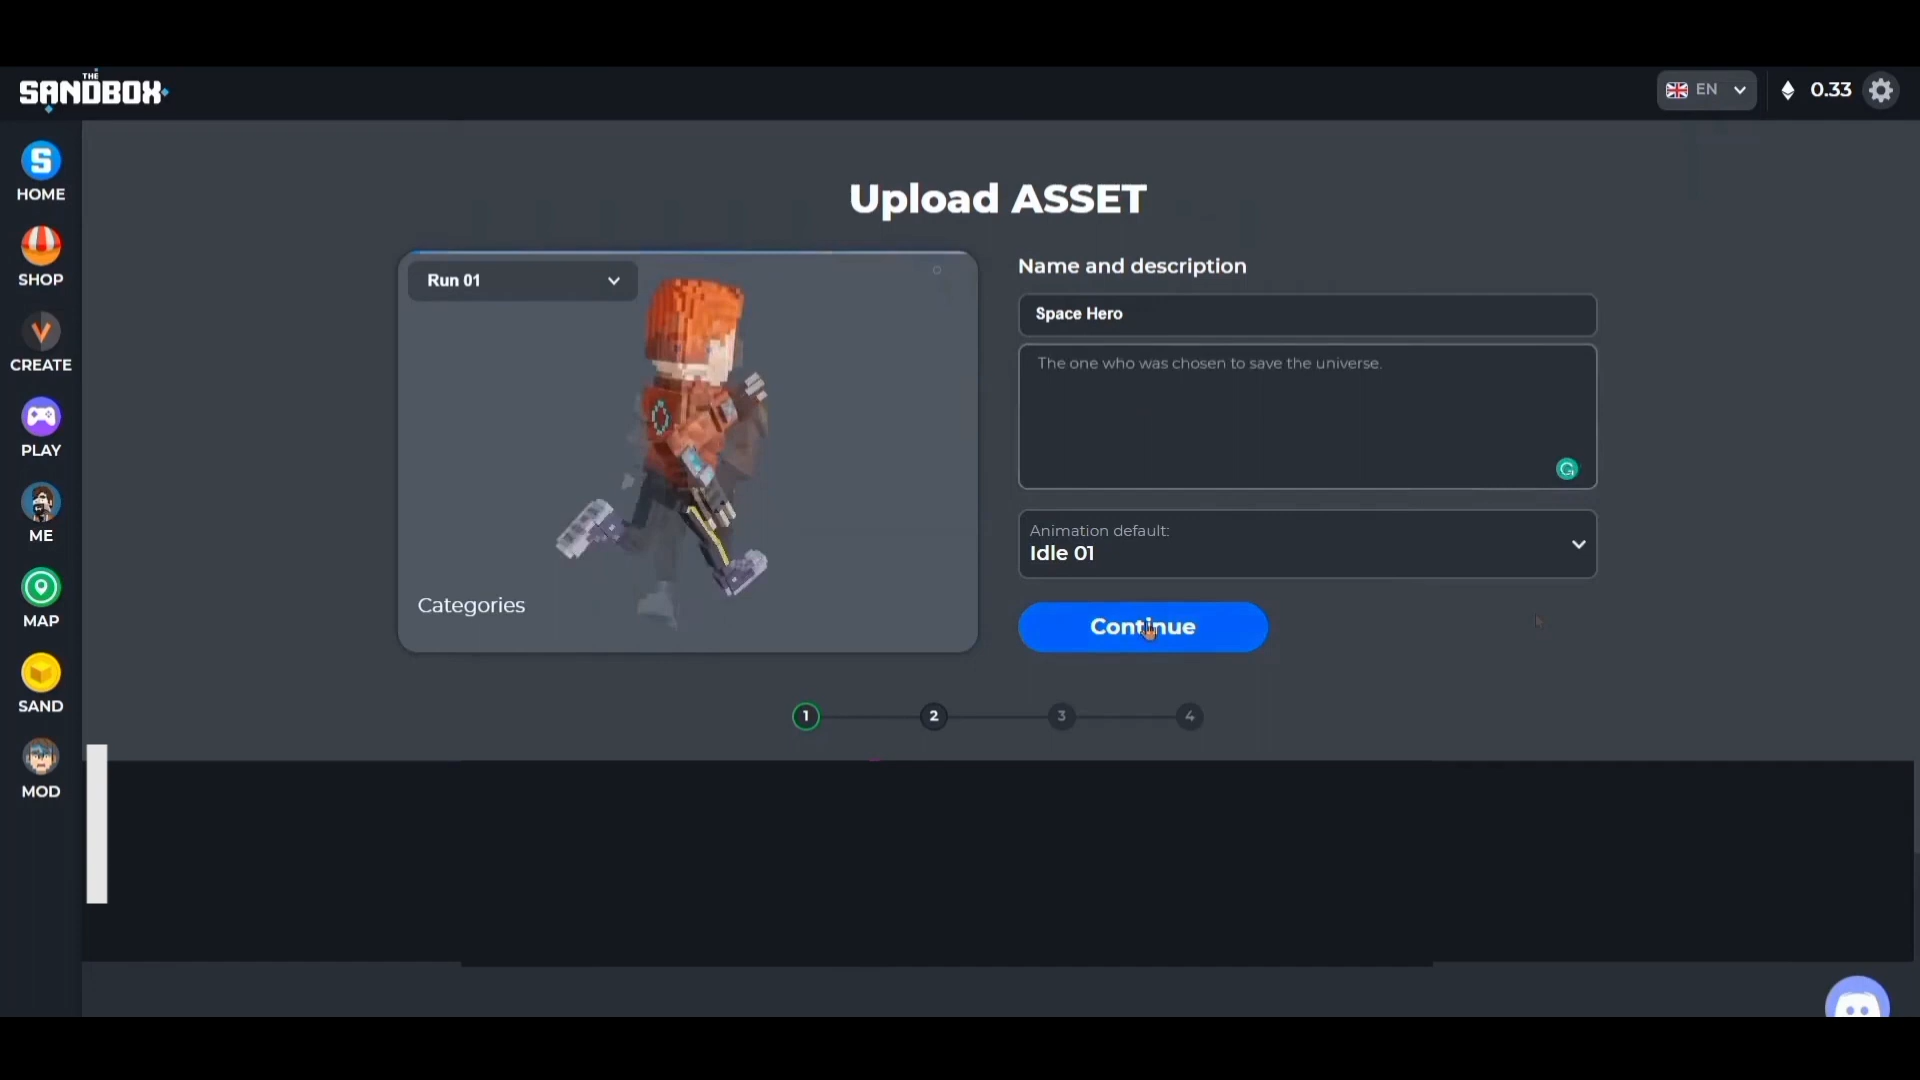 THE
SANDBOX
EN
0.33
HOME
SHOP
CREATE
PLAY
ME
MAP
SAND
MOD
Upload ASSET
Run 01
Categories
Name and description
Space Hero
The one who was chosen to save the universe.
Animation default:
Idle 01
Continue
1
2
3
4